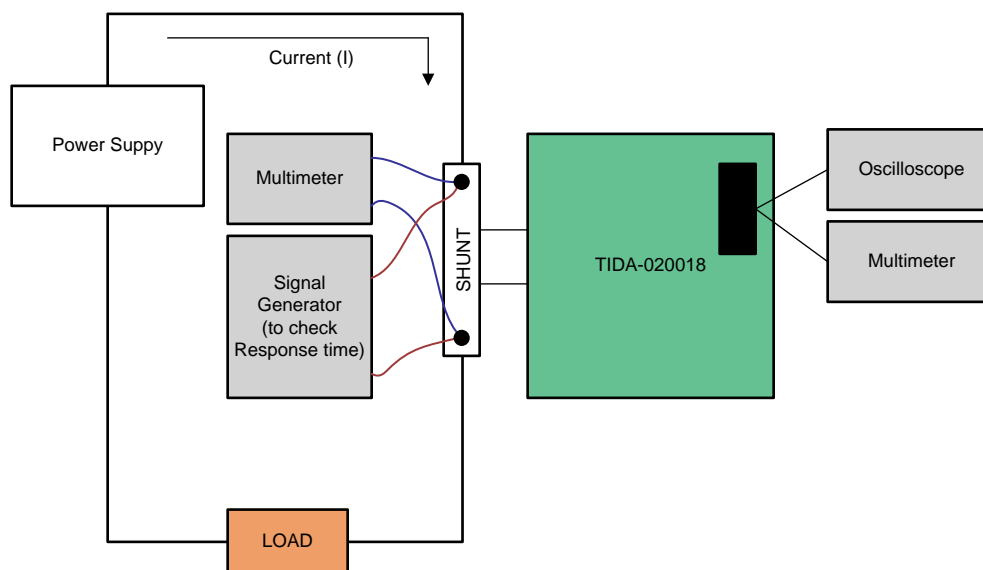 Current (I)
Power Suppy
Multimeter
Signal
Generator
(to check
Response time)
SHUNT
TIDA-020018
Oscilloscope
Multimeter
LOAD